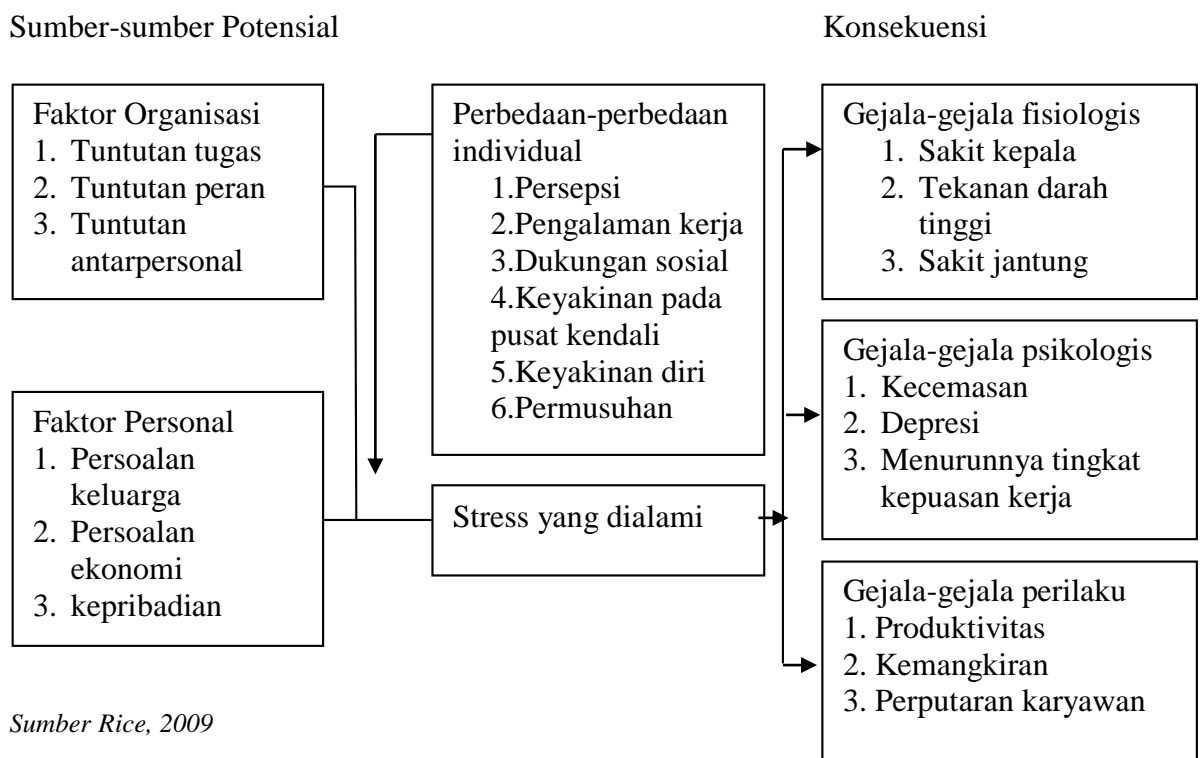 Sumber-sumber Potensial
Konsekuensi
Faktor Organisasi
1. Tuntutan tugas
2. Tuntutan peran
3. Tuntutan
antarpersonal
Faktor Personal
1. Persoalan
keluarga
2. Persoalan
ekonomi
3. kepribadian
Perbedaan-perbedaan
individual
1.Persepsi
2.Pengalaman kerja
3.Dukungan sosial
4.Keyakinan pada
pusat kendali
5.Keyakinan diri
6.Permusuhan
Stress yang dialami
Gejala-gejala fisiologis
1. Sakit kepala
2. Tekanan darah
tinggi
3. Sakit jantung
Gejala-gejala psikologis
1. Kecemasan
2. Depresi
3. Menurunnya tingkat
kepuasan kerja
Gejala-gejala perilaku
1. Produktivitas
2. Kemangkiran
3. Perputaran karyawan
Sumber Rice, 2009